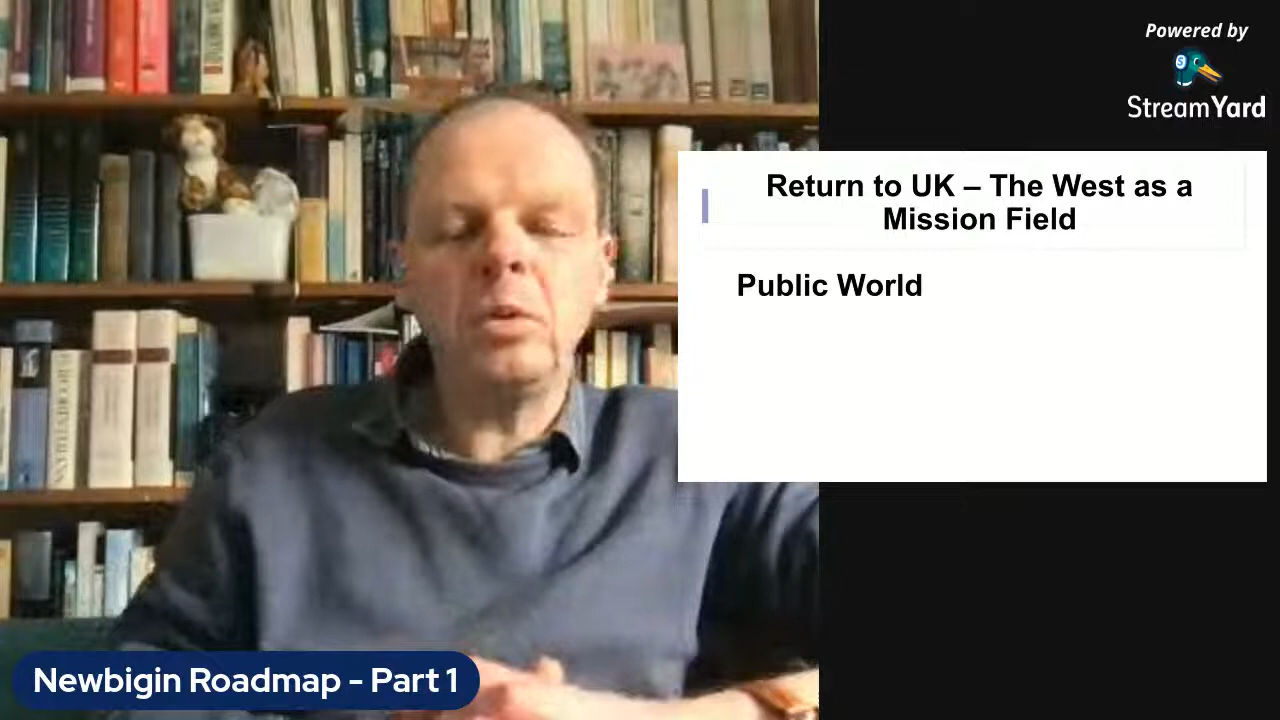 Powered by
StreamYard
Return to UK – The West as a
Mission Field
Public World
Newbigin Roadmap - Part 1